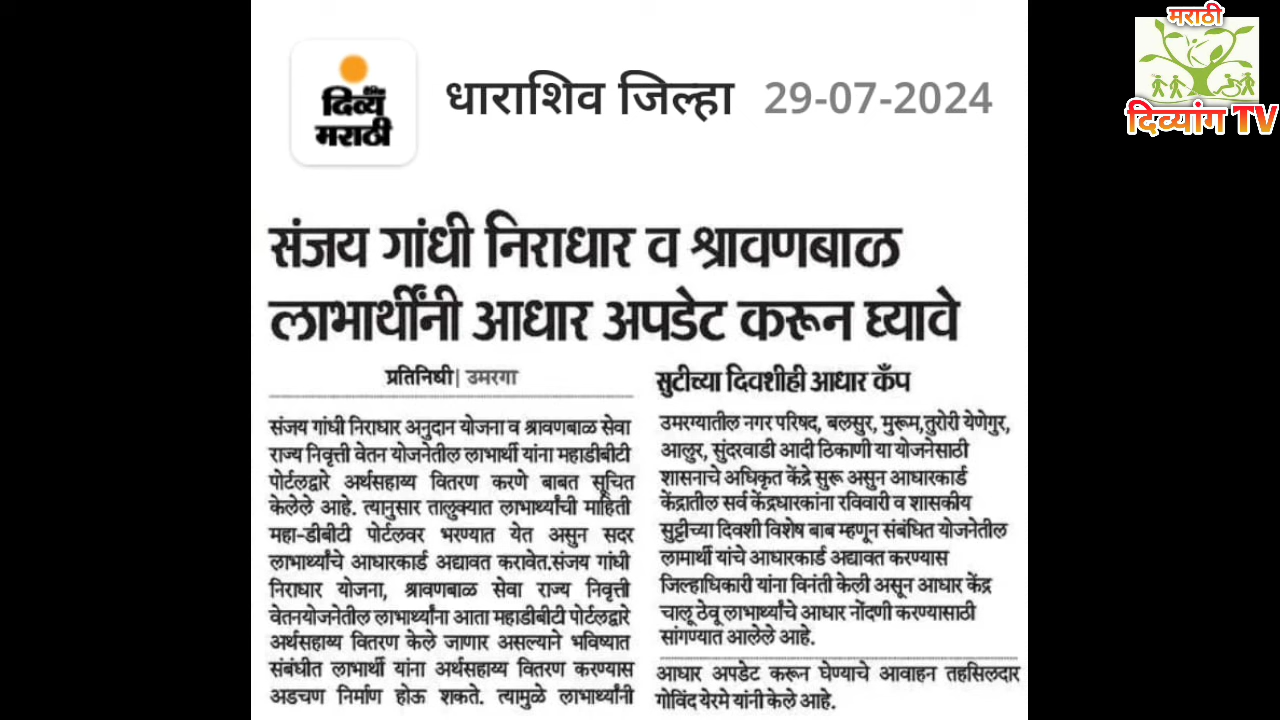 दैनिक
दिव्य
मराठी
धाराशिव जिल्हा 29-07-2024
मराठी
दिव्यांग TV
संजय गांधी निराधार व श्रावणबाळ
लाभार्थींनी आधार अपडेट करून घ्यावे
प्रतिनिधी| उमरगा
संजय गांधी निराधार अनुदान योजना व श्रावणबाळ सेवा
राज्य निवृत्ती वेतन योजनेतील लाभार्थी यांना महाडीबीटी
पोर्टलद्वारे अर्थसहाय्य वितरण करणे बाबत सूचित
केलेले आहे. त्यानुसार तालुक्यात लाभार्थ्यांची माहिती
महा-डीबीटी पोर्टलवर भरण्यात येत असुन सदर
लाभार्थ्यांचे आधारकार्ड अद्यावत करावेत.संजय गांधी
निराधार योजना, श्रावणबाळ सेवा राज्य निवृत्ती
वेतनयोजनेतील लाभार्थ्यांना आता महाडीबीटी पोर्टलद्वारे
अर्थसहाय्य वितरण केले जाणार असल्याने भविष्यात
संबंधीत लाभार्थी यांना अर्थसहाय्य वितरण करण्यास
अडचण निर्माण होऊ शकते. त्यामुळे लाभार्थ्यांनी
सुटीच्या दिवशीही आधार कॅंप
उमरग्यातील नगर परिषद, बलसुर, मुरूम,तुरोरी येणेगुर,
आलुर, सुंदरवाडी आदी ठिकाणी या योजनेसाठी
शासनाचे अधिकृत केंद्रे सुरू असुन आधारकार्ड
केंद्रातील सर्व केंद्रधारकांना रविवारी व शासकीय
सुट्टीच्या दिवशी विशेष बाब म्हणून संबंधित योजनेतील
लामार्थी यांचे आधारकार्ड अद्यावत करण्यास
जिल्हाधिकारी यांना विनंती केली असून आधार केंद्र
चालू ठेवू लाभार्थ्यांचे आधार नोंदणी करण्यासाठी
सांगण्यात आलेले आहे.
आधार अपडेट करून घेण्याचे आवाहन तहसिलदार
गोविंद येरमे यांनी केले आहे.